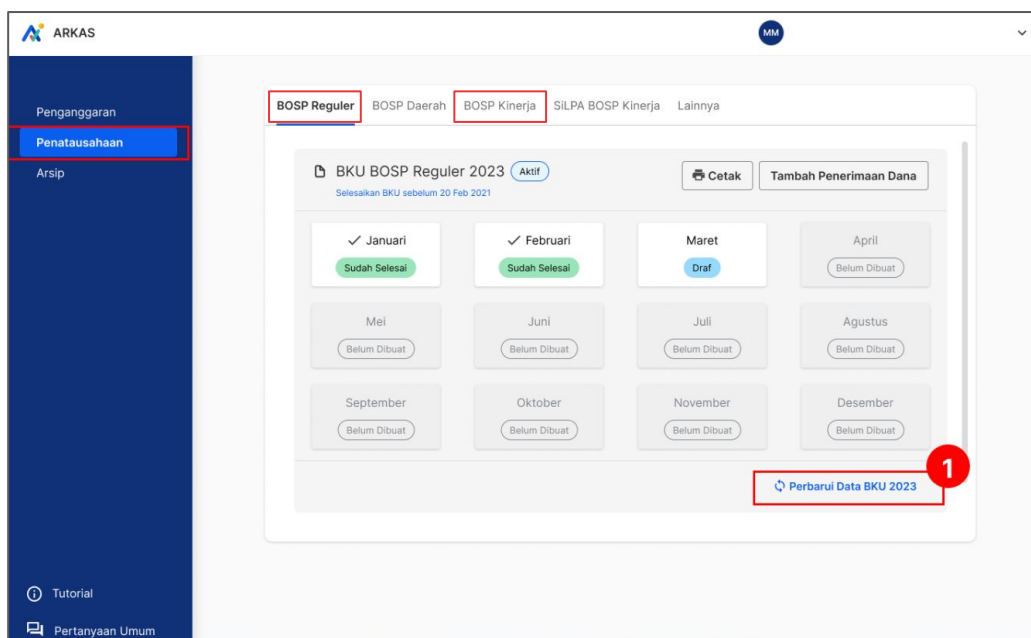 ARKAS
MM
Penganggaran
Penatausahaan
Arsip
BOSP Reguler BOSP Daerah BOSP Kinerja SiLPA BOSP Kinerja Lainnya
BKU BOSP Reguler 2023 Aktif
Selesaikan BKU sebelum 20 Feb 2021
Cetak Tambah Penerimaan Dana
Januari Februari Maret April
Sudah Selesai Sudah Selesai Draf Belum Dibuat
Mei Juni Juli Agustus
Belum Dibuat Belum Dibuat Belum Dibuat Belum Dibuat
September Oktober November Desember
Belum Dibuat Belum Dibuat Belum Dibuat Belum Dibuat
1
Perbarui Data BKU 2023
Tutorial
Pertanyaan Umum